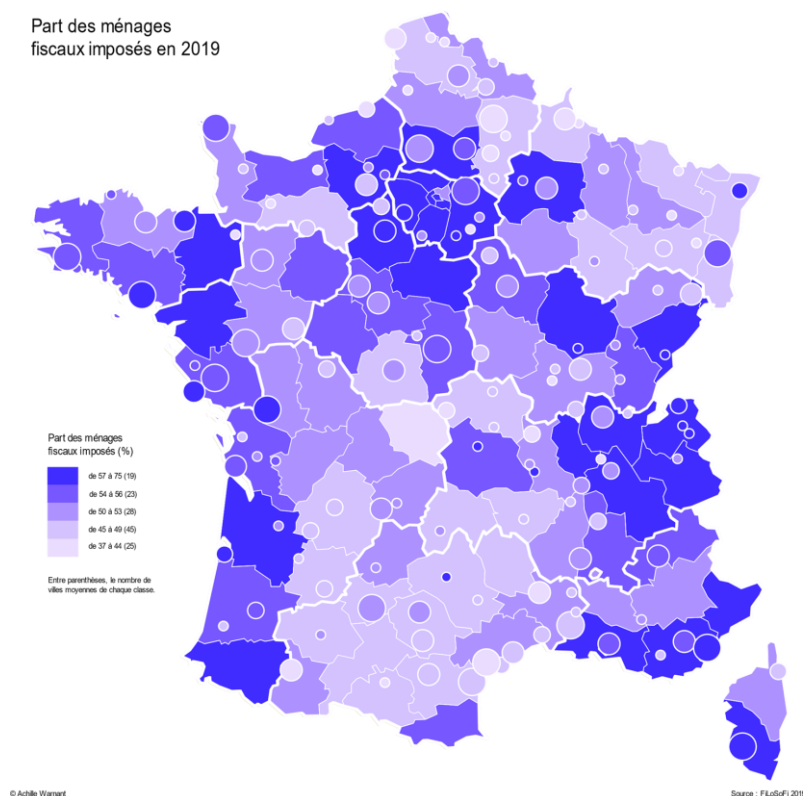 Part des ménages
fiscaux imposés en 2019
Part des ménages
fiscaux imposés (%)
de 57 à 75 (19)
de 54 à 56 (23)
de 50 à 53 (28)
de 45 à 49 (45)
de 37 à 44 (25)
Entre parenthèses, le nombre de
villes moyennes de chaque classe.
© Achille Warnant
Source : FiLoSoFi 2019